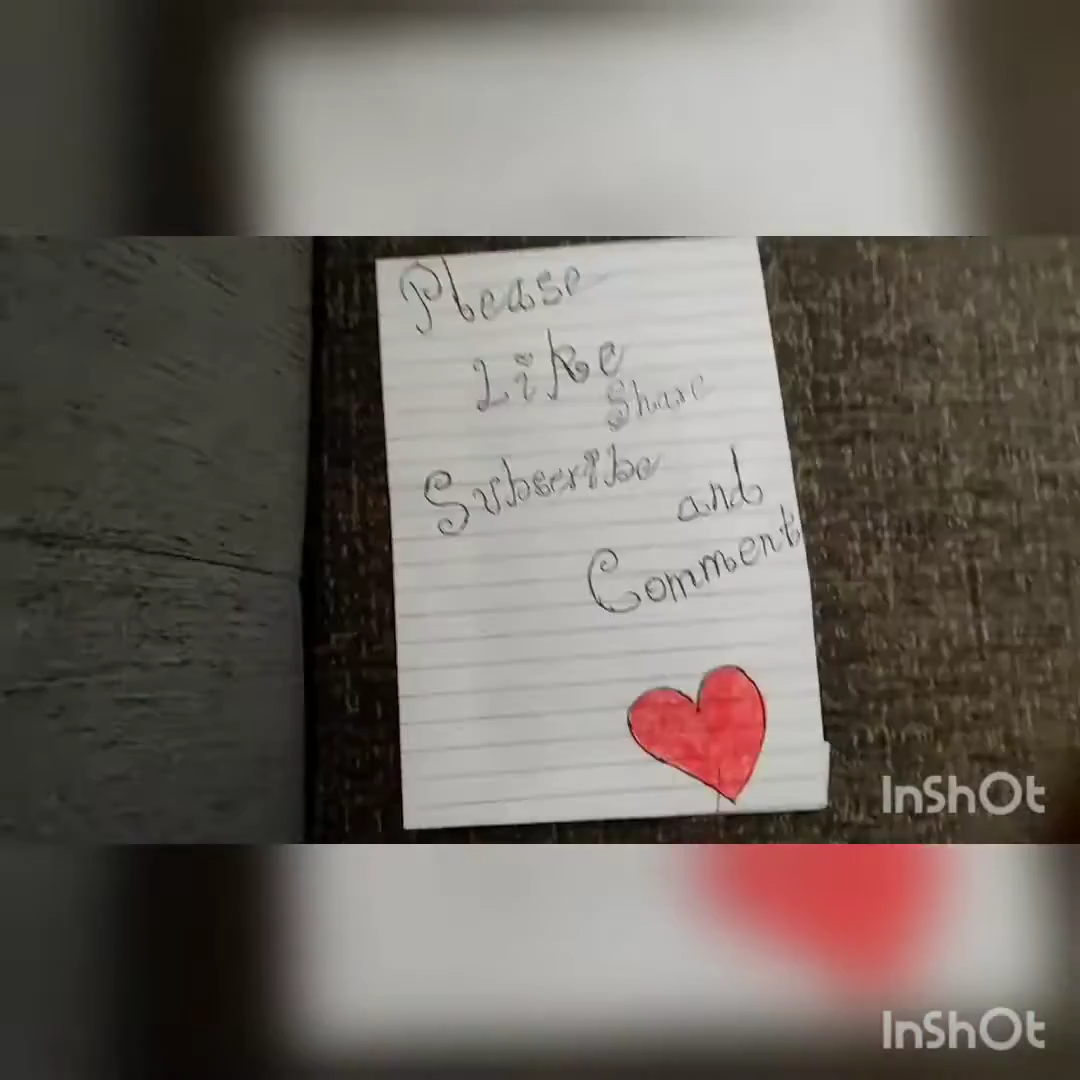 Please
Like
Share
Subscribe
and
Comment
InShOt
InShOt